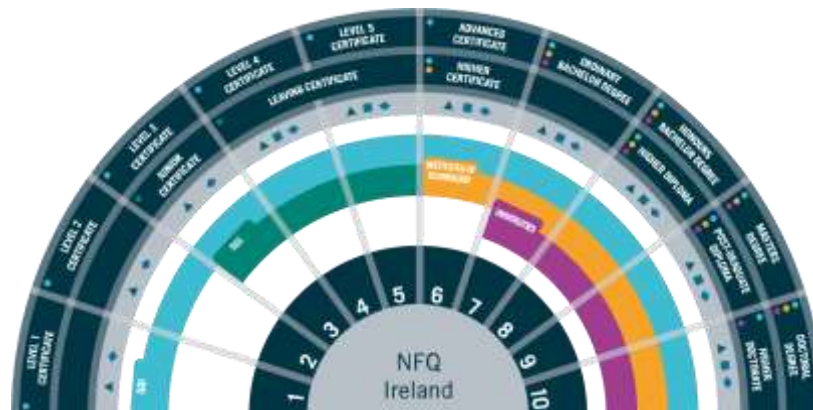 LEVEL 1
CERTIFICATE
LEVEL 2
CERTIFICATE
LEVEL 3
CERTIFICATE
LEVEL 4
CERTIFICATE
LEVEL 5
CERTIFICATE
ADVANCED
CERTIFICATE
ORDINARY
BACHELOR DEGREE
HONOURS
BACHELOR DEGREE
MASTERS
DEGREE
DOCTORAL
DEGREE
JUNIOR
CERTIFICATE
LEAVING CERTIFICATE
HIGHER
CERTIFICATE
HIGHER DIPLOMA
POST-GRADUATE
DIPLOMA
HIGHER
DOCTORATE
QQI
UNIVERSITIES
1
2
3
4
5
6
7
8
9
10
NFQ
Ireland